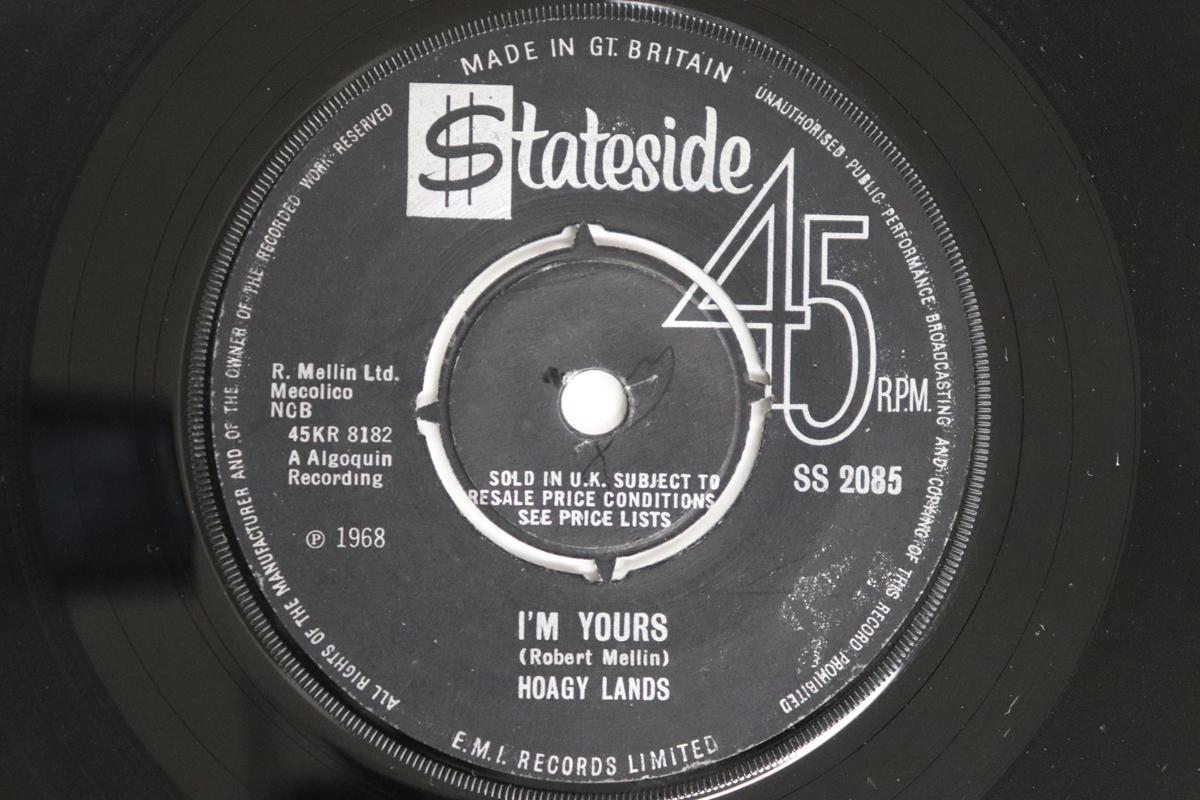 MADE IN GT. BRITAIN
$tateside
45
R.P.M.
UNAUTHORISED PUBLIC PERFORMANCE BROADCASTING AND COPYING OF THIS RECORD PROHIBITED
ALL RIGHTS OF THE MANUFACTURER AND OF THE OWNER OF THE RECORDED WORK RESERVED
R. Mellin Ltd.
Mecolico
NCB
45KR 8182
A Algoquin
Recording
℗ 1968
SS 2085
SOLD IN U.K. SUBJECT TO
RESALE PRICE CONDITIONS
SEE PRICE LISTS
I'M YOURS
(Robert Mellin)
HOAGY LANDS
E.M.I. RECORDS LIMITED